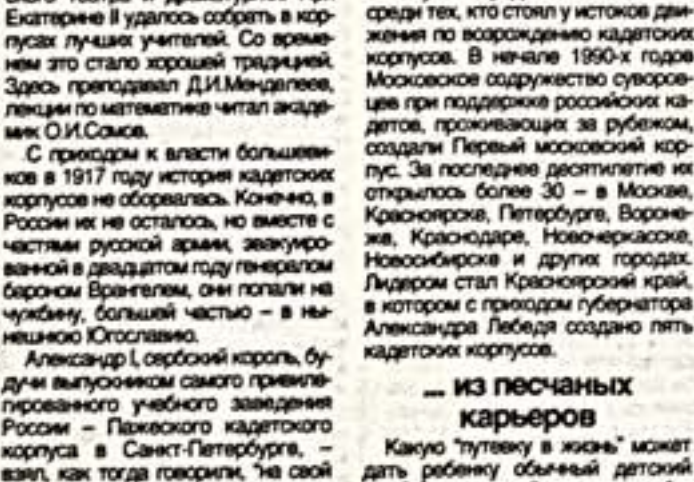 Екатерине II удалось собрать в кор-
пусах лучших учителей. Со време-
нем это стало хорошей традицией.
Здесь преподавал Д.И.Менделеев,
лекции по математике читал акаде-
мик О.И.Сомов.
С приходом к власти большеви-
ков в 1917 году история кадетских
корпусов не оборвалась. Конечно, в
России их не осталось, но вместе с
частями русской армии, эвакуиро-
ванной в двадцатом году генералом
бароном Врангелем, они попали на
чужбину, большей частью – в ны-
нешнюю Югославию.
Александр I, сербский король, бу-
дучи выпускником самого привиле-
гированного учебного заведения
России – Пажеского кадетского
корпуса в Санкт-Петербурге, –
взял, как тогда говорили, "на свой
среди тех, кто стоял у истоков дви-
жения по возрождению кадетских
корпусов. В начале 1990-х годов
Московское содружество суворов-
цев при поддержке российских ка-
детов, проживающих за рубежом,
создали Первый московский кор-
пус. За последнее десятилетие их
открылось более 30 – в Москве,
Красноярске, Петербурге, Вороне-
же, Краснодаре, Новочеркасске,
Новосибирске и других городах.
Лидером стал Красноярский край,
в котором с приходом губернатора
Александра Лебедя создано пять
кадетских корпусов.
... из песчаных
карьеров
Какую "путевку в жизнь" может
дать ребенку обычный детский